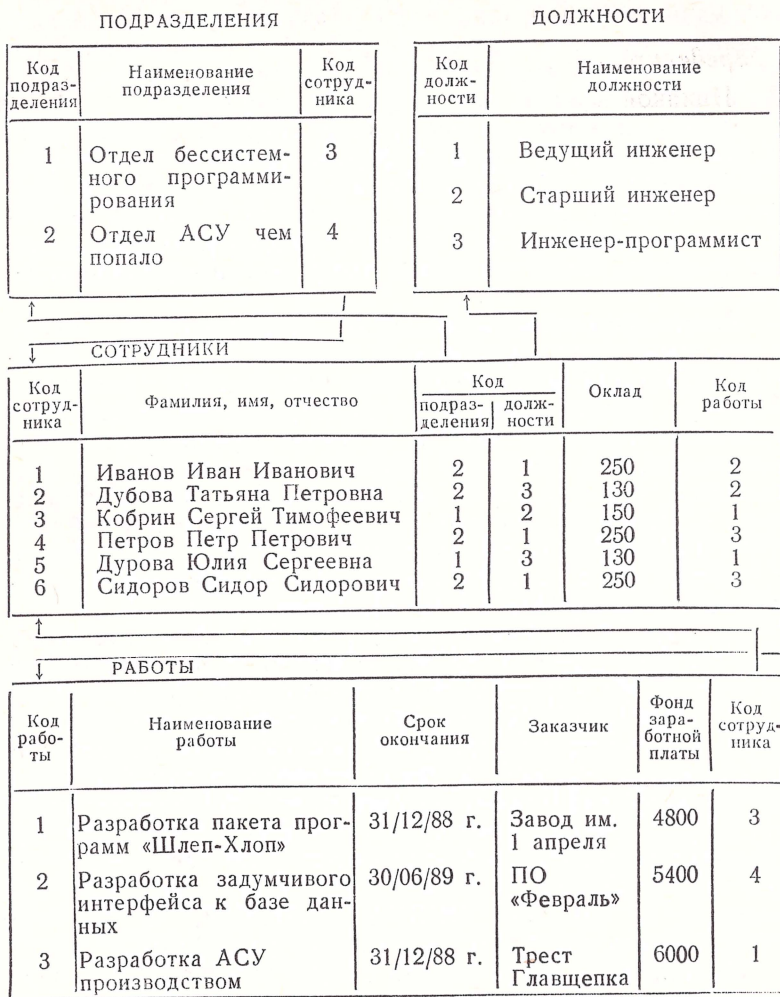 ПОДРАЗДЕЛЕНИЯ
Код подраз-деления Наименование подразделения Код сотруд-ника
1 Отдел бессистем- 3
ного программи-
рования
2 Отдел АСУ чем 4
попало
ДОЛЖНОСТИ
Код долж-ности Наименование должности
1 Ведущий инженер
2 Старший инженер
3 Инженер-программист
СОТРУДНИКИ
Код сотруд-ника Фамилия, имя, отчество Код подраз-деления долж-ности Оклад Код работы
1 Иванов Иван Иванович 2 1 250 2
2 Дубова Татьяна Петровна 2 3 130 2
3 Кобрин Сергей Тимофеевич 1 2 150 1
4 Петров Петр Петрович 2 1 250 3
5 Дурова Юлия Сергеевна 1 3 130 1
6 Сидоров Сидор Сидорович 2 1 250 3
РАБОТЫ
Код рабо-ты Наименование работы Срок окончания Заказчик Фонд зара-ботной платы Код сотруд-ника
1 Разработка пакета про- 31/12/88 г. Завод им. 4800 3
грамм «Шлеп-Хлоп» 1 апреля
2 Разработка задумчивого 30/06/89 г. ПО 5400 4
интерфейса к базе дан- «Февраль»
ных
3 Разработка АСУ 31/12/88 г. Трест 6000 1
производством Главщепка